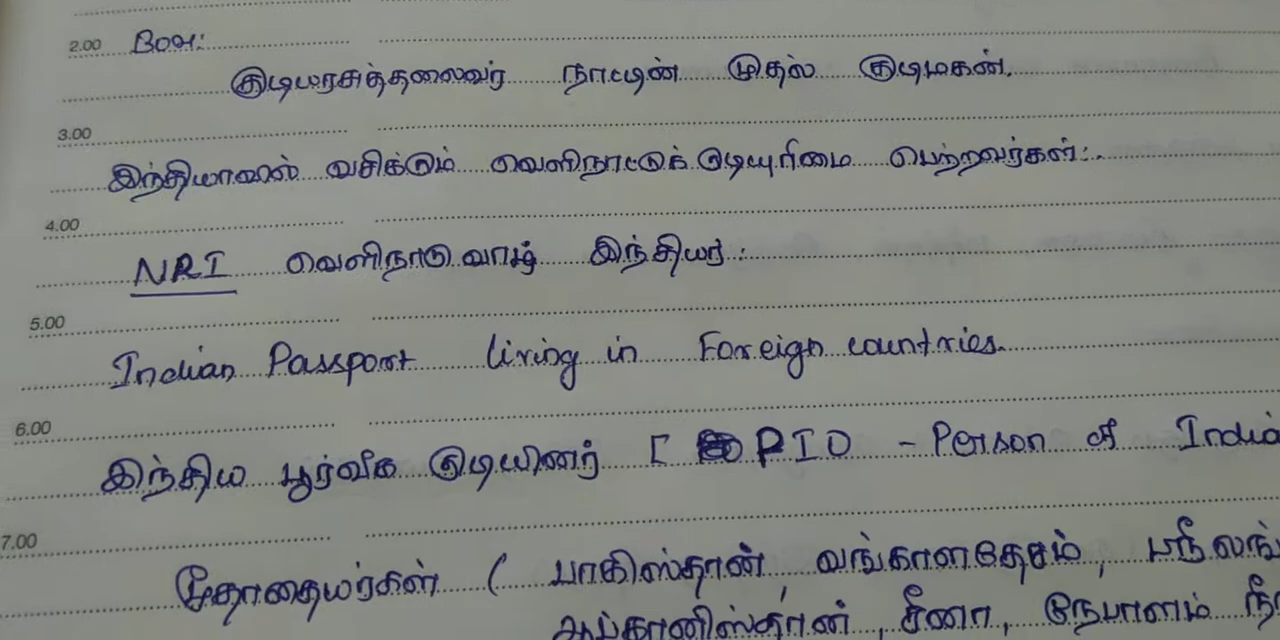 2.00 Box:
குடியரசுத்தலைவர் நாட்டின் முதல் குடிமகன்.
3.00
இந்தியாவில் வசிக்கும் வெளிநாட்டுக் குடியுரிமை பெற்றவர்கள்:.
4.00
NRI வெளிநாடு வாழ் இந்தியர் :
5.00
Indian Passport living in Foreign countries.
6.00
இந்திய பூர்வீக குடியினர் [ PIO - Person of India
7.00
மூதாதையர்கள் ( பாகிஸ்தான், வங்காளதேசம், ஸ்ரீலங்
ஆப்கானிஸ்தான், சீனா, நேபாளம் நீ